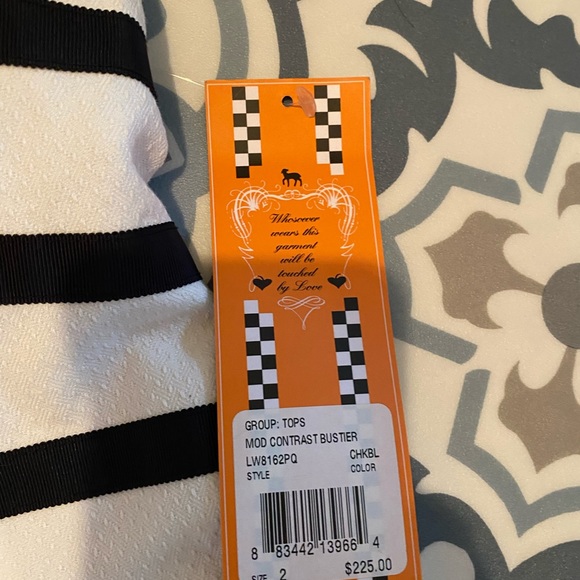 Whosoever
wears this
garment
will be
touched
by Love
GROUP: TOPS
MOD CONTRAST BUSTIER
LW8162PQ CHKBL
STYLE COLOR
8 83442 13966 4
SIZE 2 $225.00